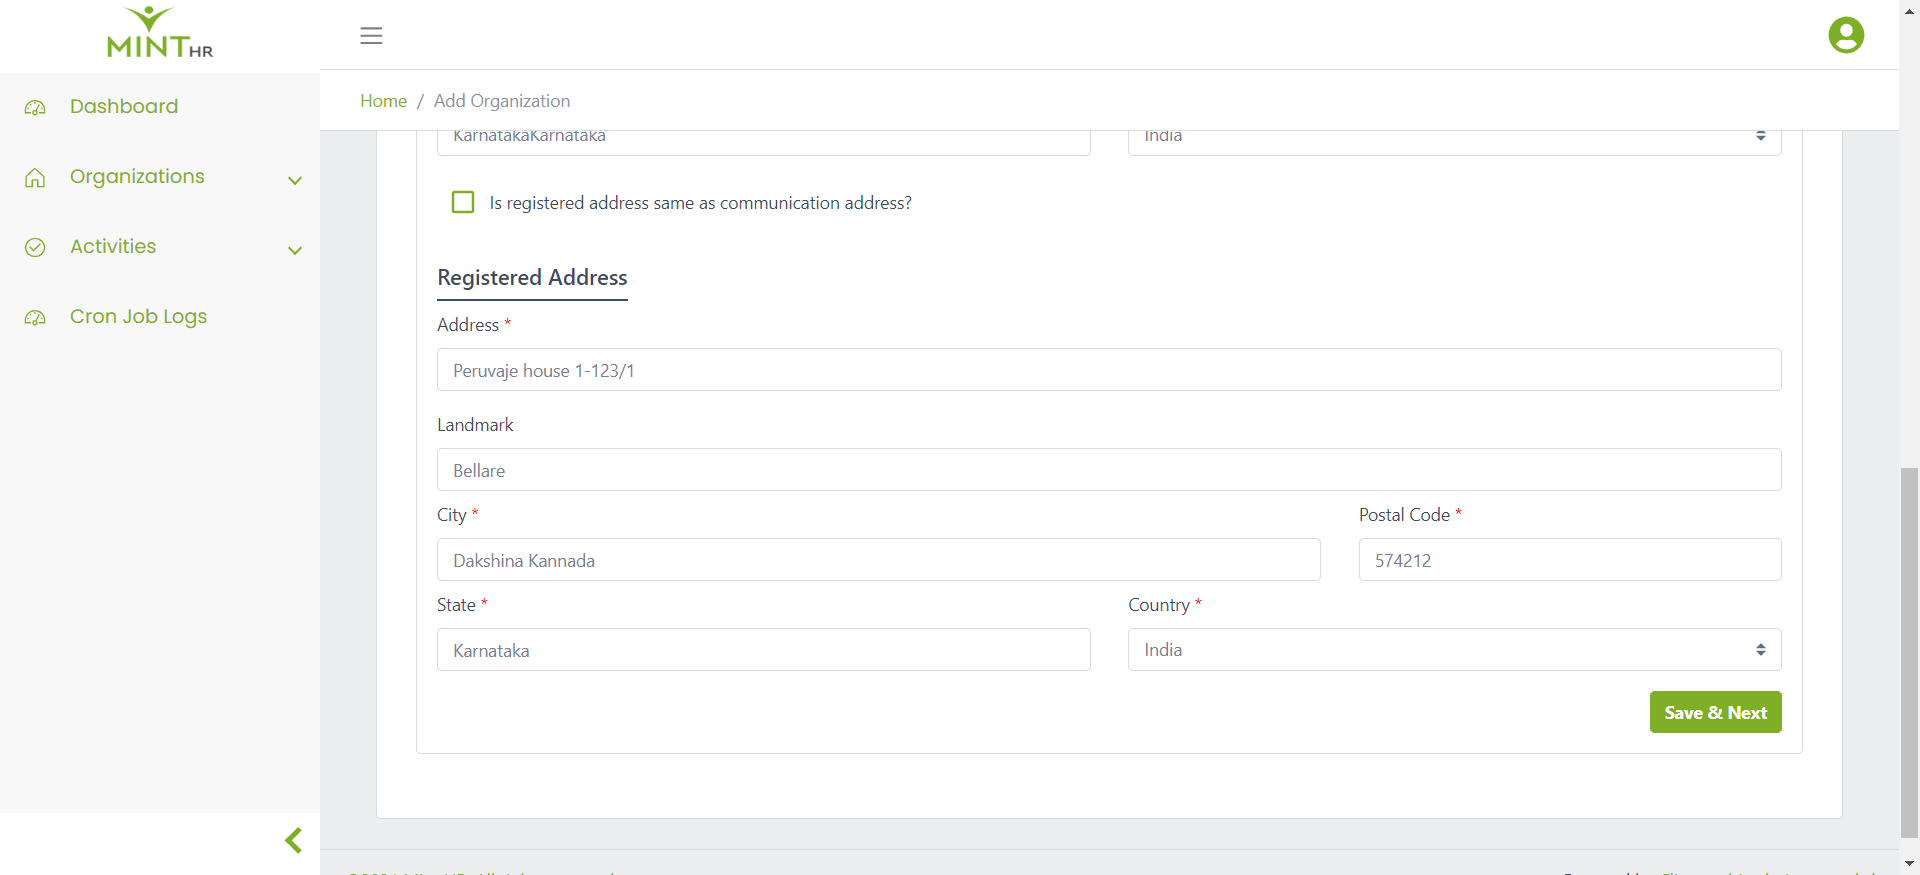 MINT HR
Dashboard
Organizations
Activities
Cron Job Logs
Home / Add Organization
KarnatakaKarnataka
India
Is registered address same as communication address?
Registered Address
Address *
Peruvaje house 1-123/1
Landmark
Bellare
City *
Postal Code *
Dakshina Kannada
574212
State *
Country *
Karnataka
India
Save & Next